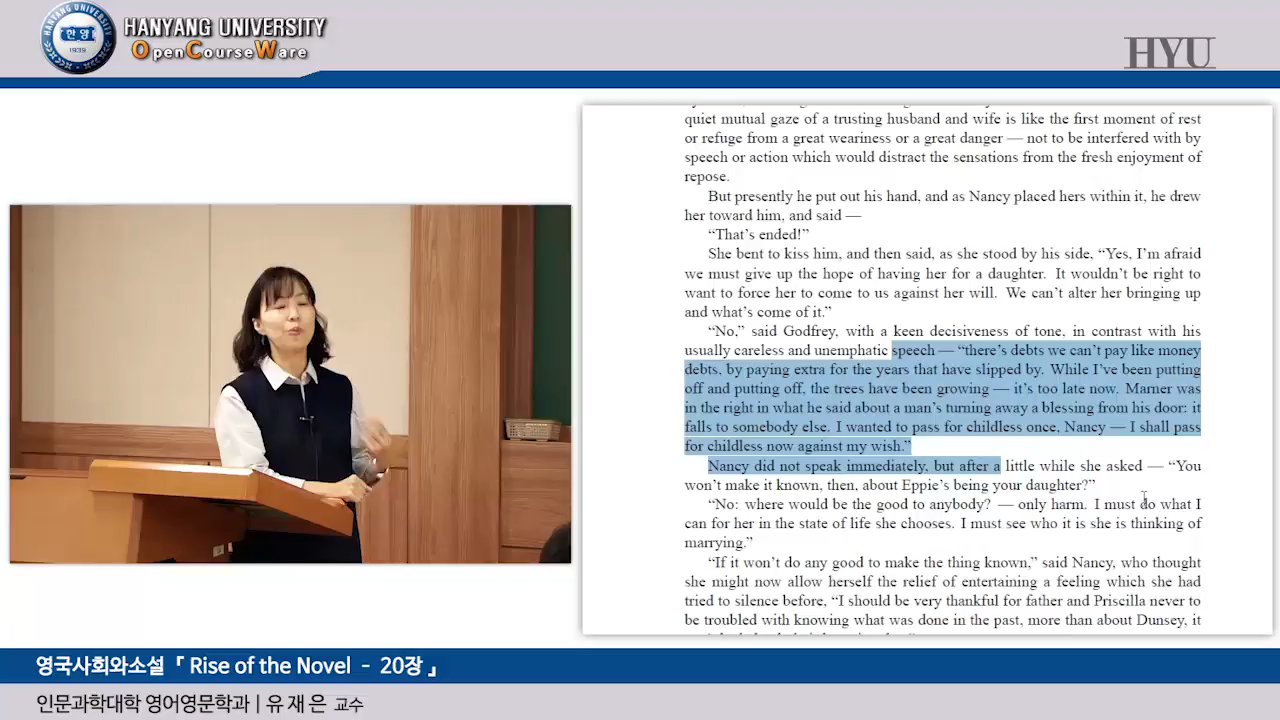 HANYANG UNIVERSITY
OpenCourseWare
한양
1939
HYU
quiet mutual gaze of a trusting husband and wife is like the first moment of rest
or refuge from a great weariness or a great danger — not to be interfered with by
speech or action which would distract the sensations from the fresh enjoyment of
repose.
But presently he put out his hand, and as Nancy placed hers within it, he drew
her toward him, and said —
“That’s ended!”
She bent to kiss him, and then said, as she stood by his side, “Yes, I’m afraid
we must give up the hope of having her for a daughter. It wouldn’t be right to
want to force her to come to us against her will. We can’t alter her bringing up
and what’s come of it.”
“No,” said Godfrey, with a keen decisiveness of tone, in contrast with his
usually careless and unemphatic speech — “there’s debts we can’t pay like money
debts, by paying extra for the years that have slipped by. While I’ve been putting
off and putting off, the trees have been growing — it’s too late now. Marner was
in the right in what he said about a man’s turning away a blessing from his door: it
falls to somebody else. I wanted to pass for childless once, Nancy — I shall pass
for childless now against my wish.”
Nancy did not speak immediately, but after a little while she asked — “You
won’t make it known, then, about Eppie’s being your daughter?”
“No: where would be the good to anybody? — only harm. I must do what I
can for her in the state of life she chooses. I must see who it is she is thinking of
marrying.”
“If it won’t do any good to make the thing known,” said Nancy, who thought
she might now allow herself the relief of entertaining a feeling which she had
tried to silence before, “I should be very thankful for father and Priscilla never to
be troubled with knowing what was done in the past, more than about Dunsey, it
영국사회와소설「 Rise of the Novel - 20장 」
인문과학대학 영어영문학과 | 유 재 은 교수